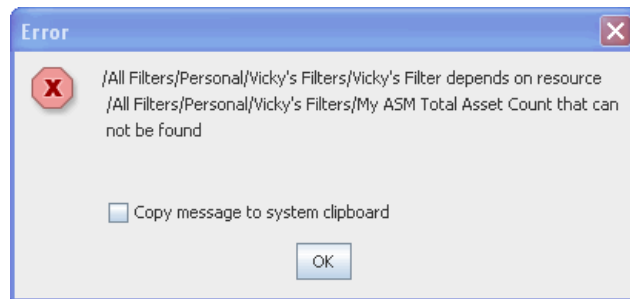 Error
/All Filters/Personal/Vicky's Filters/Vicky's Filter depends on resource
/All Filters/Personal/Vicky's Filters/My ASM Total Asset Count that can
not be found
Copy message to system clipboard
OK